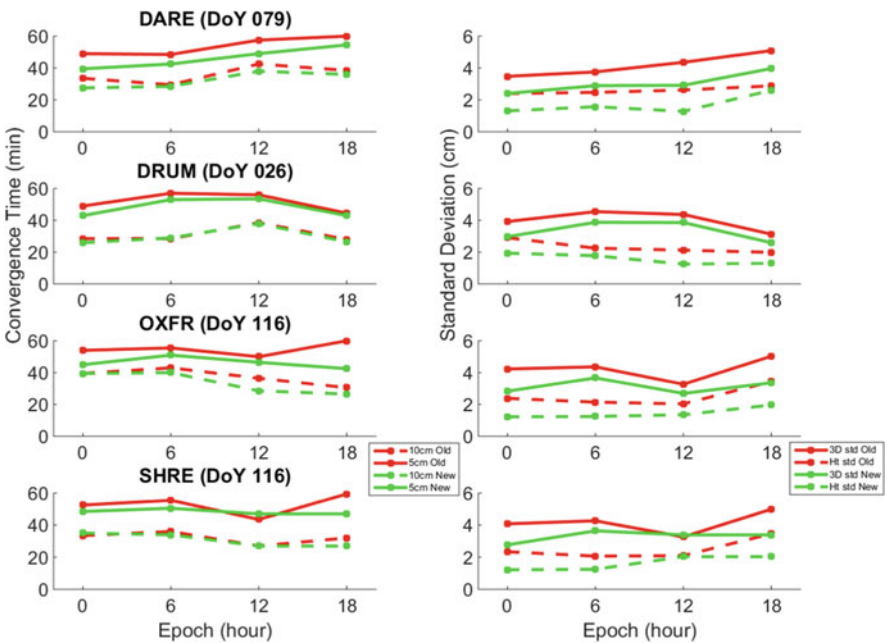 DARE (DoY 079)
60
40
20
0
0 6 12 18
6
4
2
0
0 6 12 18
DRUM (DoY 026)
60
40
20
0
0 6 12 18
6
4
2
0
0 6 12 18
Convergence Time (min)
Standard Deviation (cm)
OXFR (DoY 116)
60
40
20
0
0 6 12 18
6
4
2
0
0 6 12 18
10cm Old
5cm Old
10cm New
5cm New
3D std Old
Ht std Old
3D std New
Ht std New
SHRE (DoY 116)
60
40
20
0
0 6 12 18
Epoch (hour)
6
4
2
0
0 6 12 18
Epoch (hour)